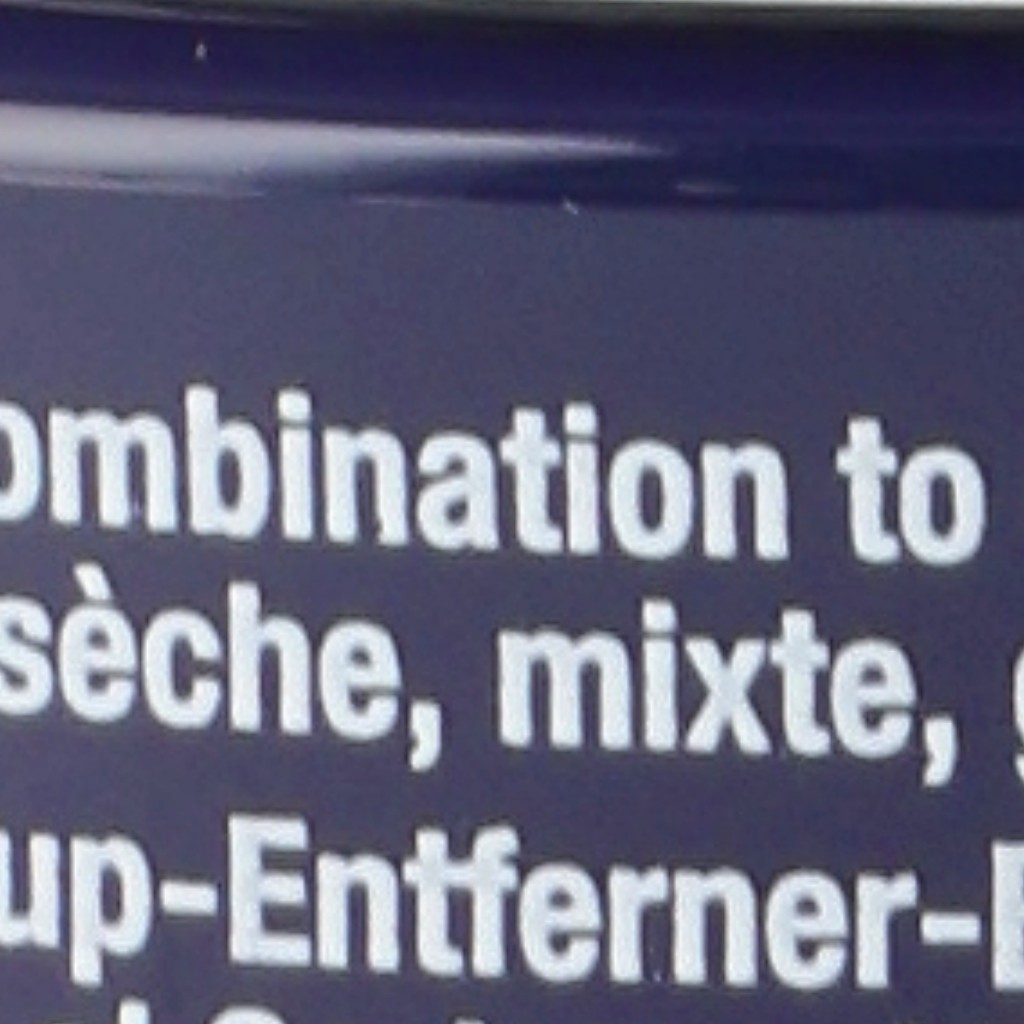 ombination to
sèche, mixte,
up-Entferner-